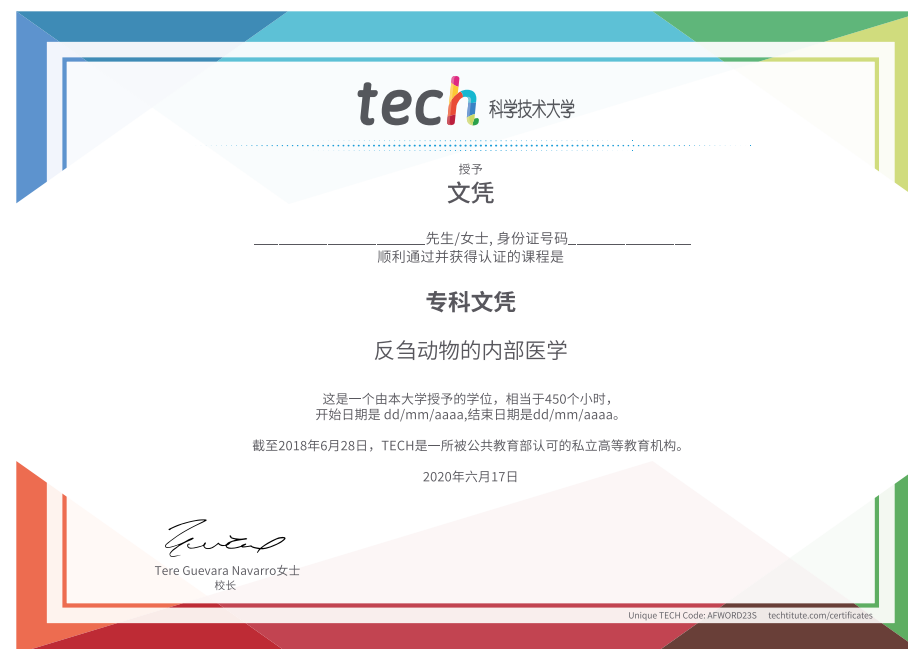 tech 科学技术大学
授予
文凭
先生/女士, 身份证号码
顺利通过并获得认证的课程是
专科文凭
反刍动物的内部医学
这是一个由本大学授予的学位，相当于450个小时，
开始日期是 dd/mm/aaaa,结束日期是dd/mm/aaaa。
截至2018年6月28日，TECH是一所被公共教育部认可的私立高等教育机构。
2020年六月17日
Tere Guevara Navarro女士
校长
Unique TECH Code: AFWORD23S techtitute.com/certificates